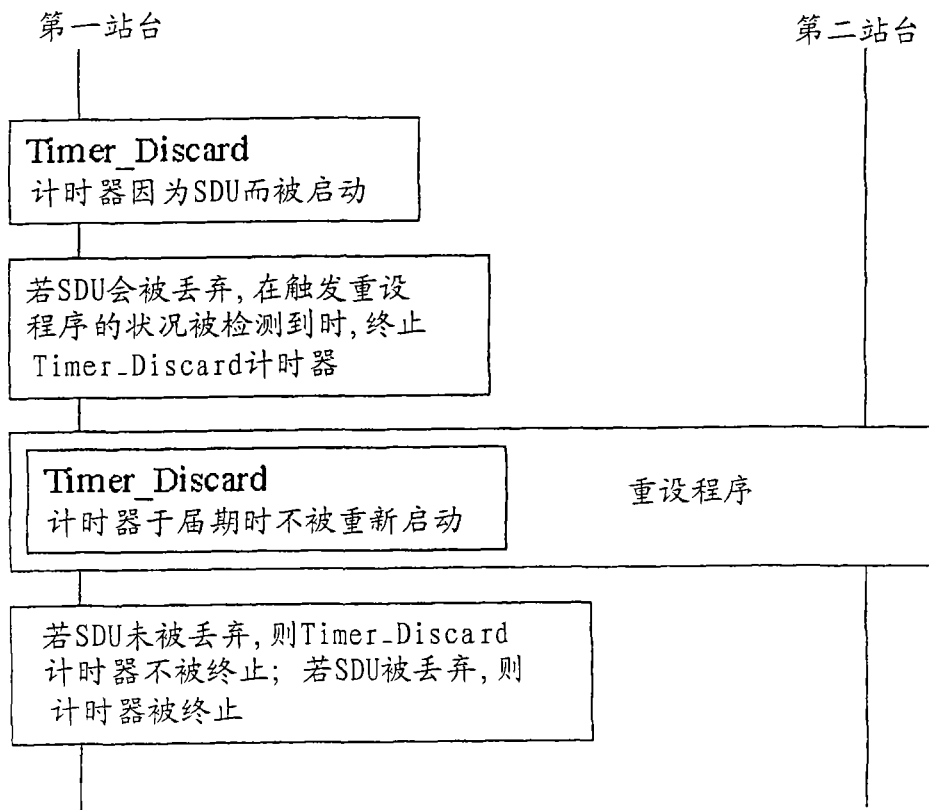 第一站台
第二站台
Timer_Discard
计时器因为SDU而被启动
若SDU会被丢弃,在触发重设
程序的状况被检测到时,终止
Timer_Discard计时器
Timer_Discard
计时器于届期时不被重新启动
重设程序
若SDU未被丢弃,则Timer_Discard
计时器不被终止; 若SDU被丢弃,则
计时器被终止